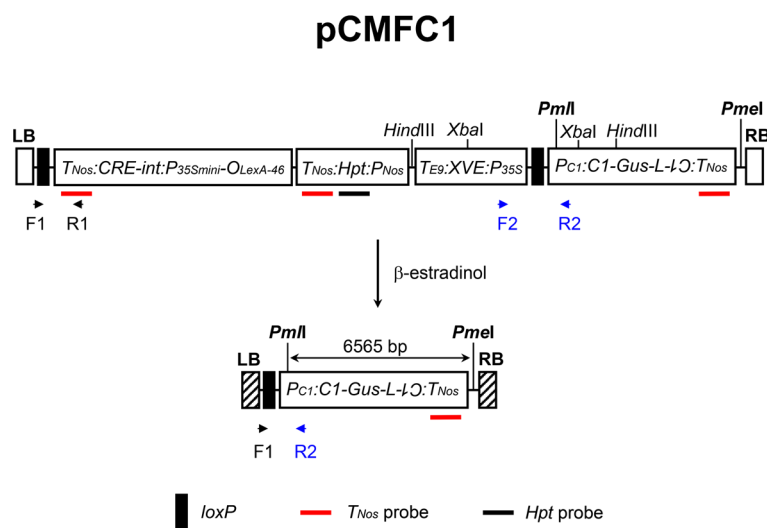 pCMFC1
PmlI PmeI
LB HindIII XbaI XbaI HindIII RB
TNos:CRE-int:P35Smini-OLexA-46 TNos:Hpt:PNos TE9:XVE:P35S PC1:C1-Gus-L-C1:TNos
F1 R1 F2 R2
β-estradinol
PmlI PmeI
LB 6565 bp RB
PC1:C1-Gus-L-C1:TNos
F1 R2
loxP TNos probe Hpt probe